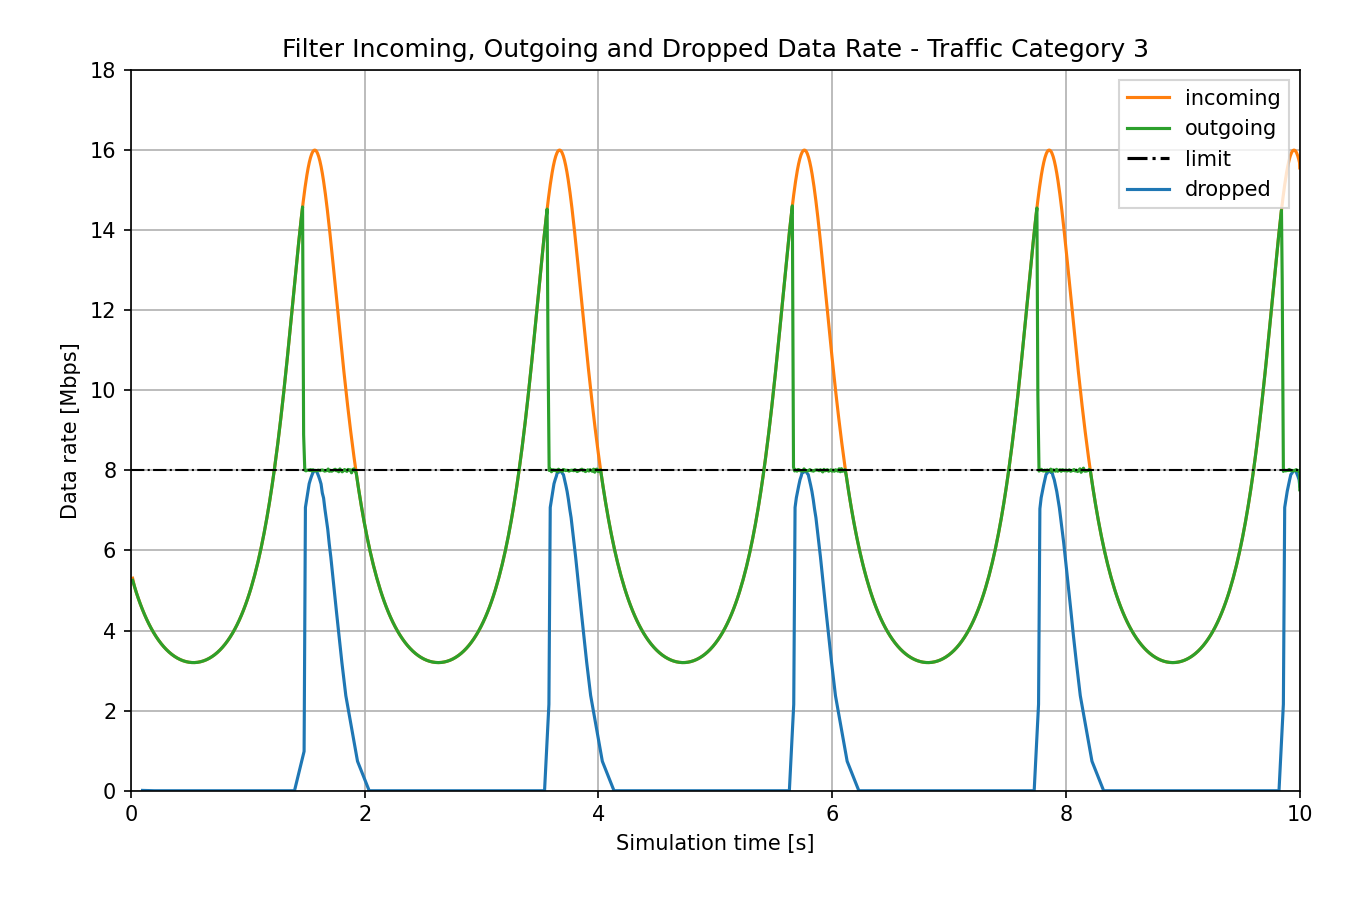 Filter Incoming, Outgoing and Dropped Data Rate - Traffic Category 3
incoming
outgoing
limit
dropped
Data rate [Mbps]
18
16
14
12
10
8
6
4
2
0
0 2 4 6 8 10
Simulation time [s]